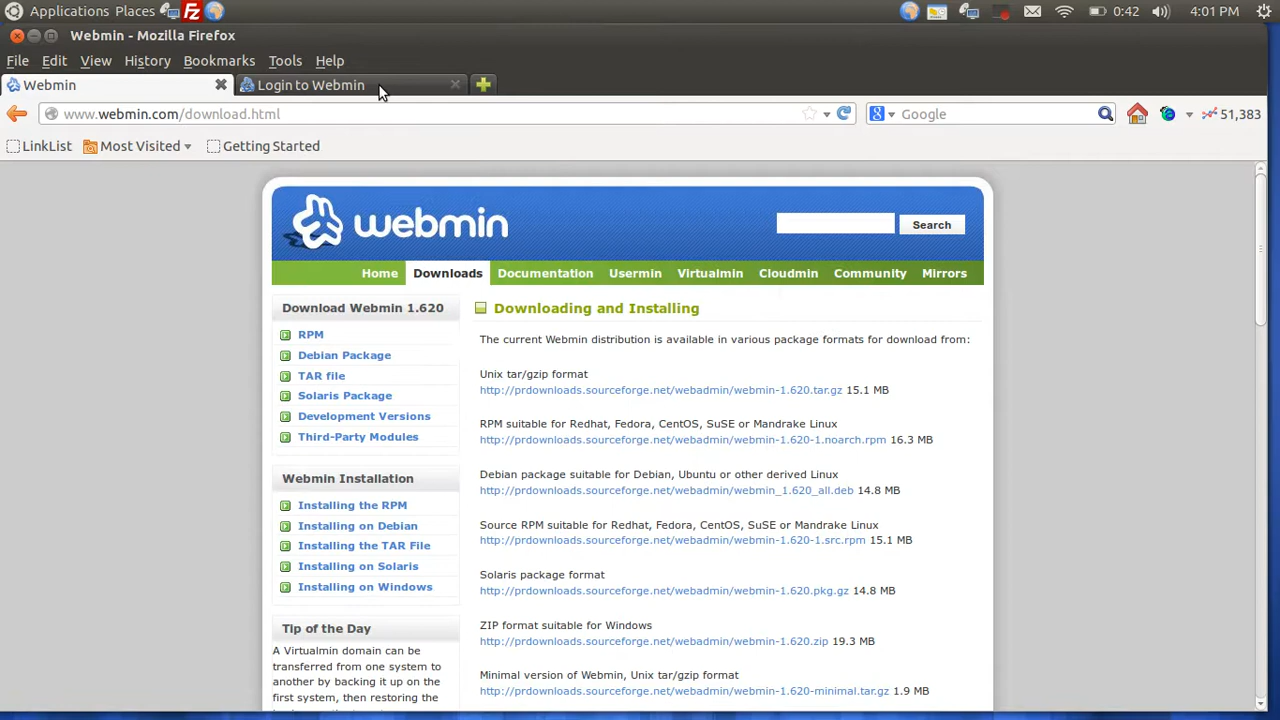 Applications Places 0:42 4:01 PM
Webmin - Mozilla Firefox
File Edit View History Bookmarks Tools Help
Webmin Login to Webmin
www.webmin.com/download.html Google 51,383
LinkList Most Visited Getting Started
webmin Search
Home Downloads Documentation Usermin Virtualmin Cloudmin Community Mirrors
Download Webmin 1.620
RPM
Debian Package
TAR file
Solaris Package
Development Versions
Third-Party Modules
Webmin Installation
Installing the RPM
Installing on Debian
Installing the TAR File
Installing on Solaris
Installing on Windows
Tip of the Day
A Virtualmin domain can be
transferred from one system to
another by backing it up on the
first system, then restoring the
Downloading and Installing
The current Webmin distribution is available in various package formats for download from:
Unix tar/gzip format
http://prdownloads.sourceforge.net/webadmin/webmin-1.620.tar.gz 15.1 MB
RPM suitable for Redhat, Fedora, CentOS, SuSE or Mandrake Linux
http://prdownloads.sourceforge.net/webadmin/webmin-1.620-1.noarch.rpm 16.3 MB
Debian package suitable for Debian, Ubuntu or other derived Linux
http://prdownloads.sourceforge.net/webadmin/webmin_1.620_all.deb 14.8 MB
Source RPM suitable for Redhat, Fedora, CentOS, SuSE or Mandrake Linux
http://prdownloads.sourceforge.net/webadmin/webmin-1.620-1.src.rpm 15.1 MB
Solaris package format
http://prdownloads.sourceforge.net/webadmin/webmin-1.620.pkg.gz 14.8 MB
ZIP format suitable for Windows
http://prdownloads.sourceforge.net/webadmin/webmin-1.620.zip 19.3 MB
Minimal version of Webmin, Unix tar/gzip format
http://prdownloads.sourceforge.net/webadmin/webmin-1.620-minimal.tar.gz 1.9 MB